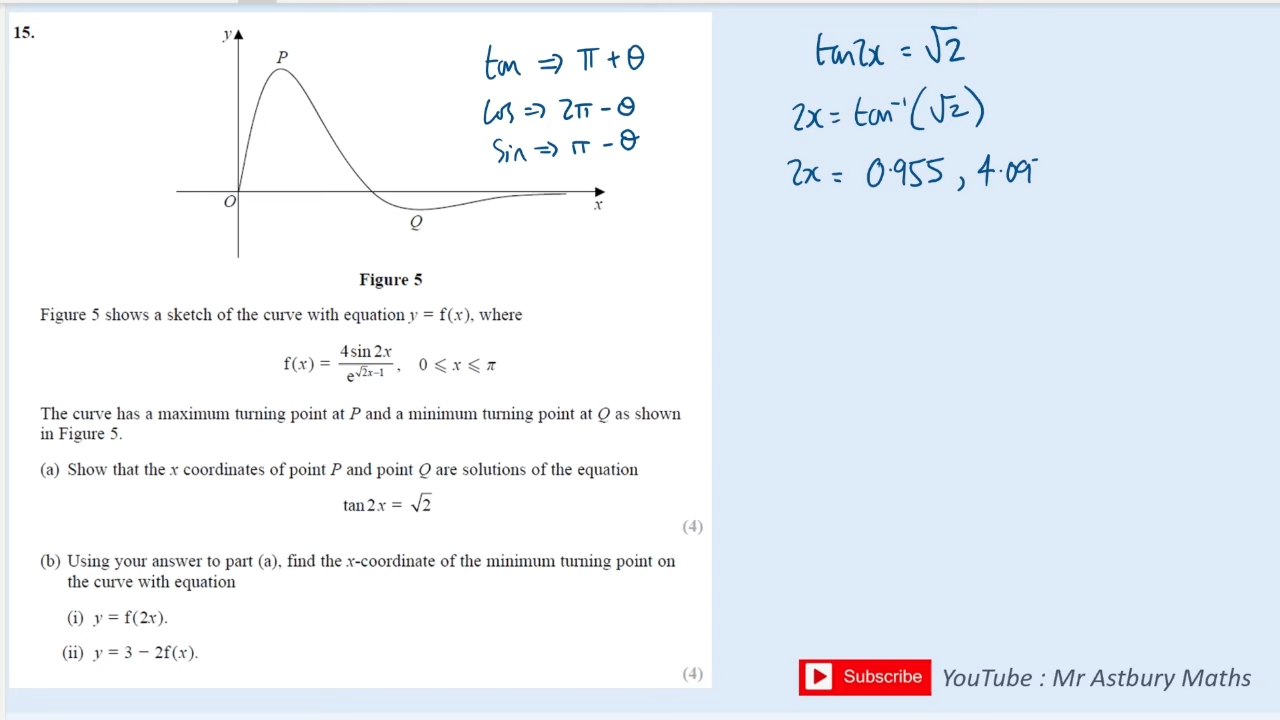 15.
y
P
O
x
Q
tan ⇒ π + θ
cos ⇒ 2π - θ
sin ⇒ π - θ
Figure 5
Figure 5 shows a sketch of the curve with equation y = f(x), where
f(x) = 4sin 2x / e^(√2x−1), 0 ⩽ x ⩽ π
The curve has a maximum turning point at P and a minimum turning point at Q as shown
in Figure 5.
(a) Show that the x coordinates of point P and point Q are solutions of the equation
tan 2x = √2
(4)
(b) Using your answer to part (a), find the x-coordinate of the minimum turning point on
the curve with equation
(i) y = f(2x).
(ii) y = 3 − 2f(x).
(4)
tan2x = √2
2x = tan⁻¹(√2)
2x = 0.955, 4.09
Subscribe
YouTube : Mr Astbury Maths